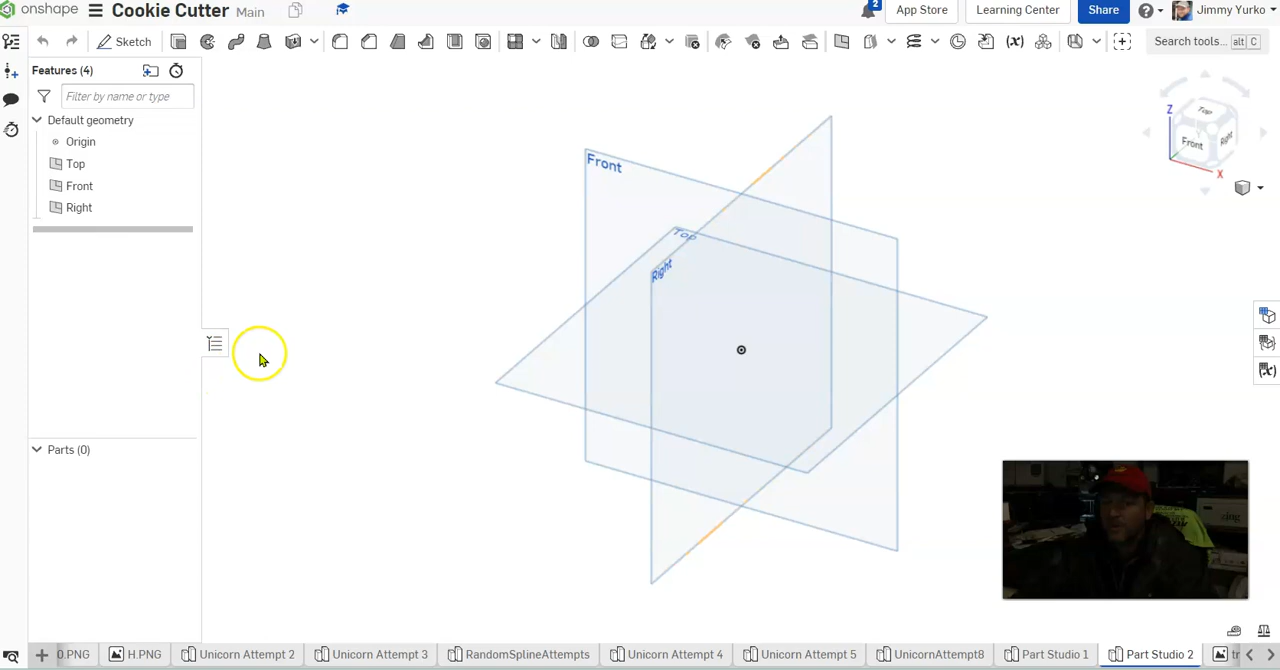 onshape Cookie Cutter Main 2 App Store Learning Center Share Jimmy Yurko
Sketch (x) Search tools... alt C
Features (4)
Filter by name or type
Default geometry
Origin
Top
Front
Right
Parts (0)
Front
Top
Right
Z
Top
Front
Right
X
(x)
0.PNG H.PNG Unicorn Attempt 2 Unicorn Attempt 3 RandomSplineAttempts Unicorn Attempt 4 Unicorn Attempt 5 UnicornAttempt8 Part Studio 1 Part Studio 2 tr